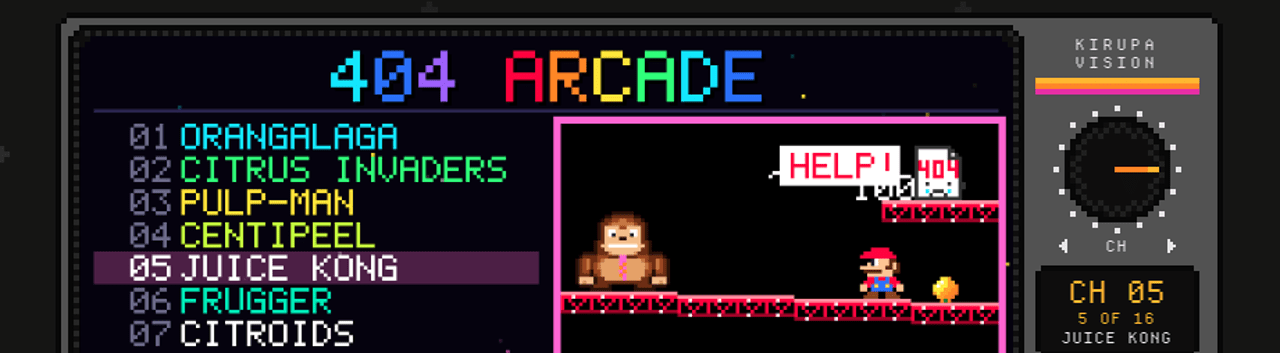 404 ARCADE
01 ORANGALAGA
02 CITRUS INVADERS
03 PULP-MAN
04 CENTIPEEL
05 JUICE KONG
06 FRUGGER
07 CITROIDS
HELP!
404
KIRUPA
VISION
CH
CH 05
5 OF 16
JUICE KONG